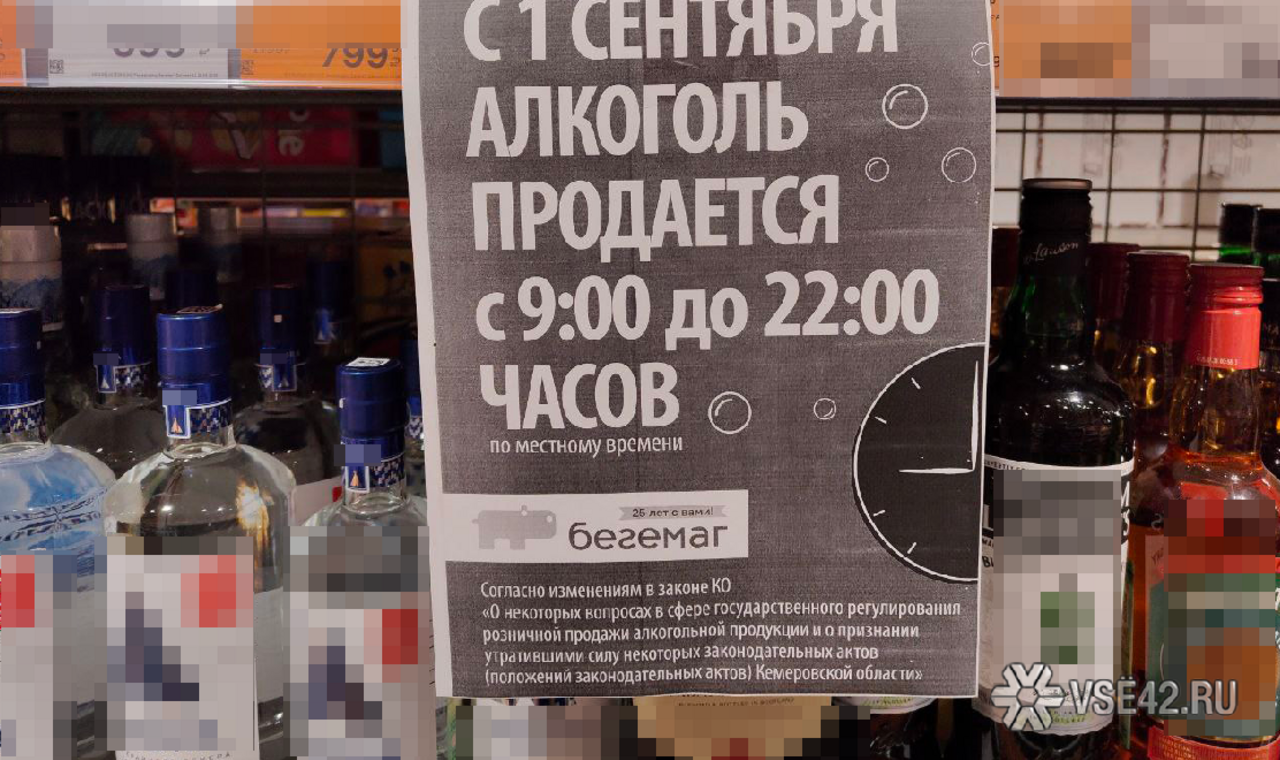 799
С 1 СЕНТЯБРЯ
АЛКОГОЛЬ
ПРОДАЕТСЯ
с 9:00 до 22:00
ЧАСОВ
по местному времени
25 лет с вами!
бегемаг
Согласно изменениям в законе КО
«О некоторых вопросах в сфере государственного регулирования
розничной продажи алкогольной продукции и о признании
утратившими силу некоторых законодательных актов
(положений законодательных актов) Кемеровской области»
VSE42.RU